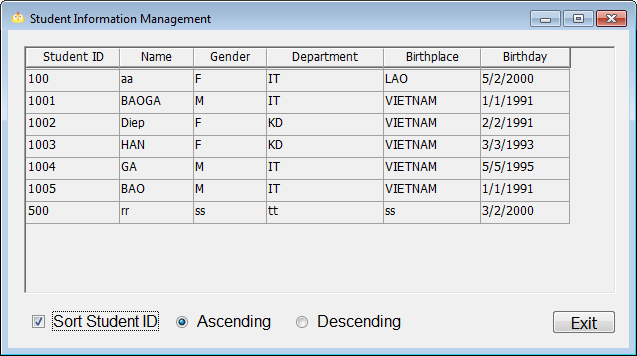 Student Information Management
Student ID Name Gender Department Birthplace Birthday
100 aa F IT LAO 5/2/2000
1001 BAOGA M IT VIETNAM 1/1/1991
1002 Diep F KD VIETNAM 2/2/1991
1003 HAN F KD VIETNAM 3/3/1993
1004 GA M IT VIETNAM 5/5/1995
1005 BAO M IT VIETNAM 1/1/1991
500 rr ss tt ss 3/2/2000
Sort Student ID Ascending Descending Exit